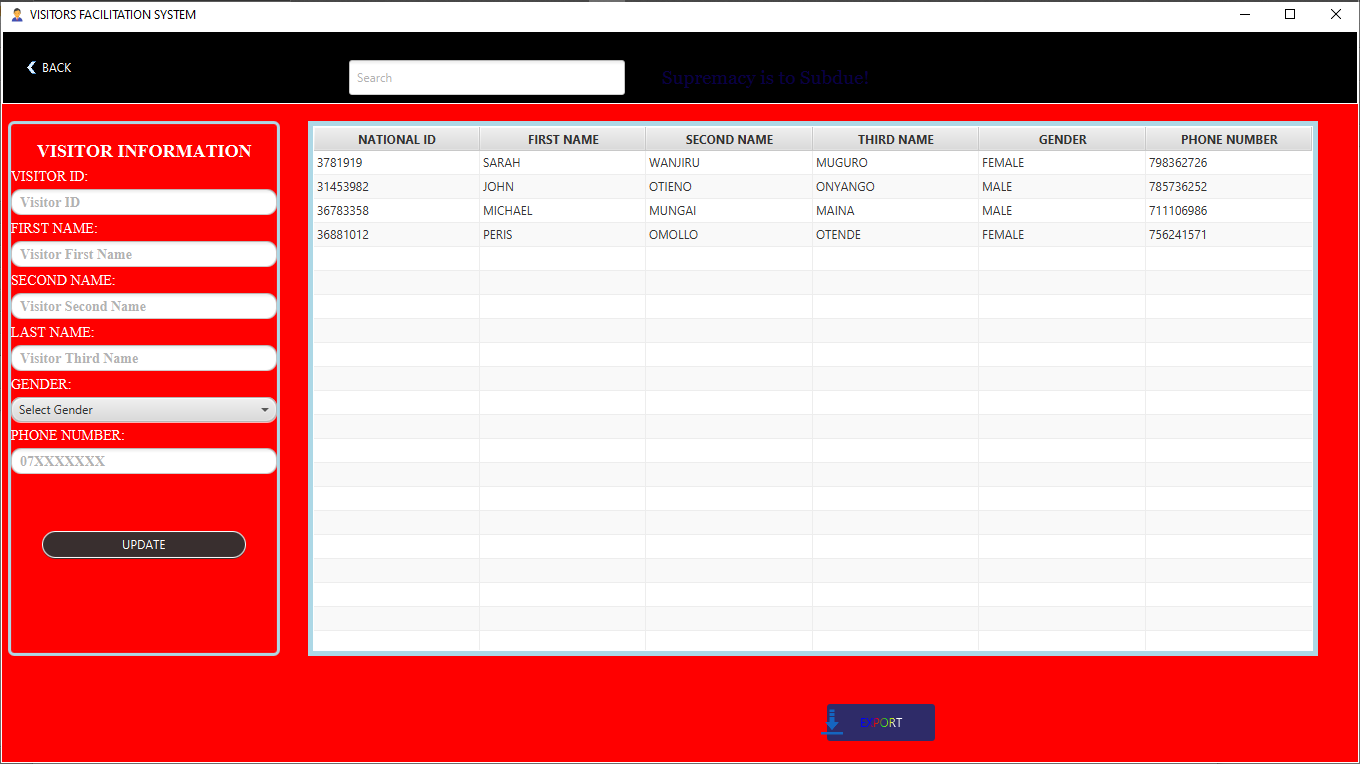 VISITORS FACILITATION SYSTEM
BACK
Search
Supremacy is to Subdue!
VISITOR INFORMATION
VISITOR ID:
Visitor ID
FIRST NAME:
Visitor First Name
SECOND NAME:
Visitor Second Name
LAST NAME:
Visitor Third Name
GENDER:
Select Gender
PHONE NUMBER:
07XXXXXXX
UPDATE
NATIONAL ID FIRST NAME SECOND NAME THIRD NAME GENDER PHONE NUMBER
3781919 SARAH WANJIRU MUGURO FEMALE 798362726
31453982 JOHN OTIENO ONYANGO MALE 785736252
36783358 MICHAEL MUNGAI MAINA MALE 711106986
36881012 PERIS OMOLLO OTENDE FEMALE 756241571
EXPORT